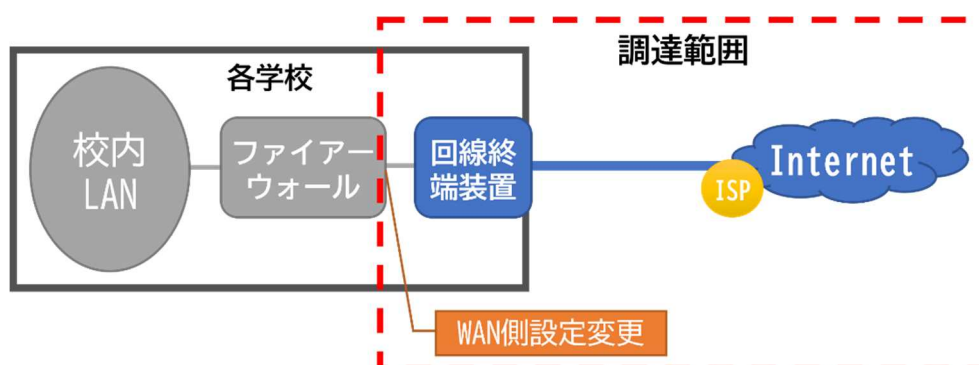 調達範囲
各学校
校内
LAN
ファイアー
ウォール
回線終
端装置
ISP
Internet
WAN側設定変更